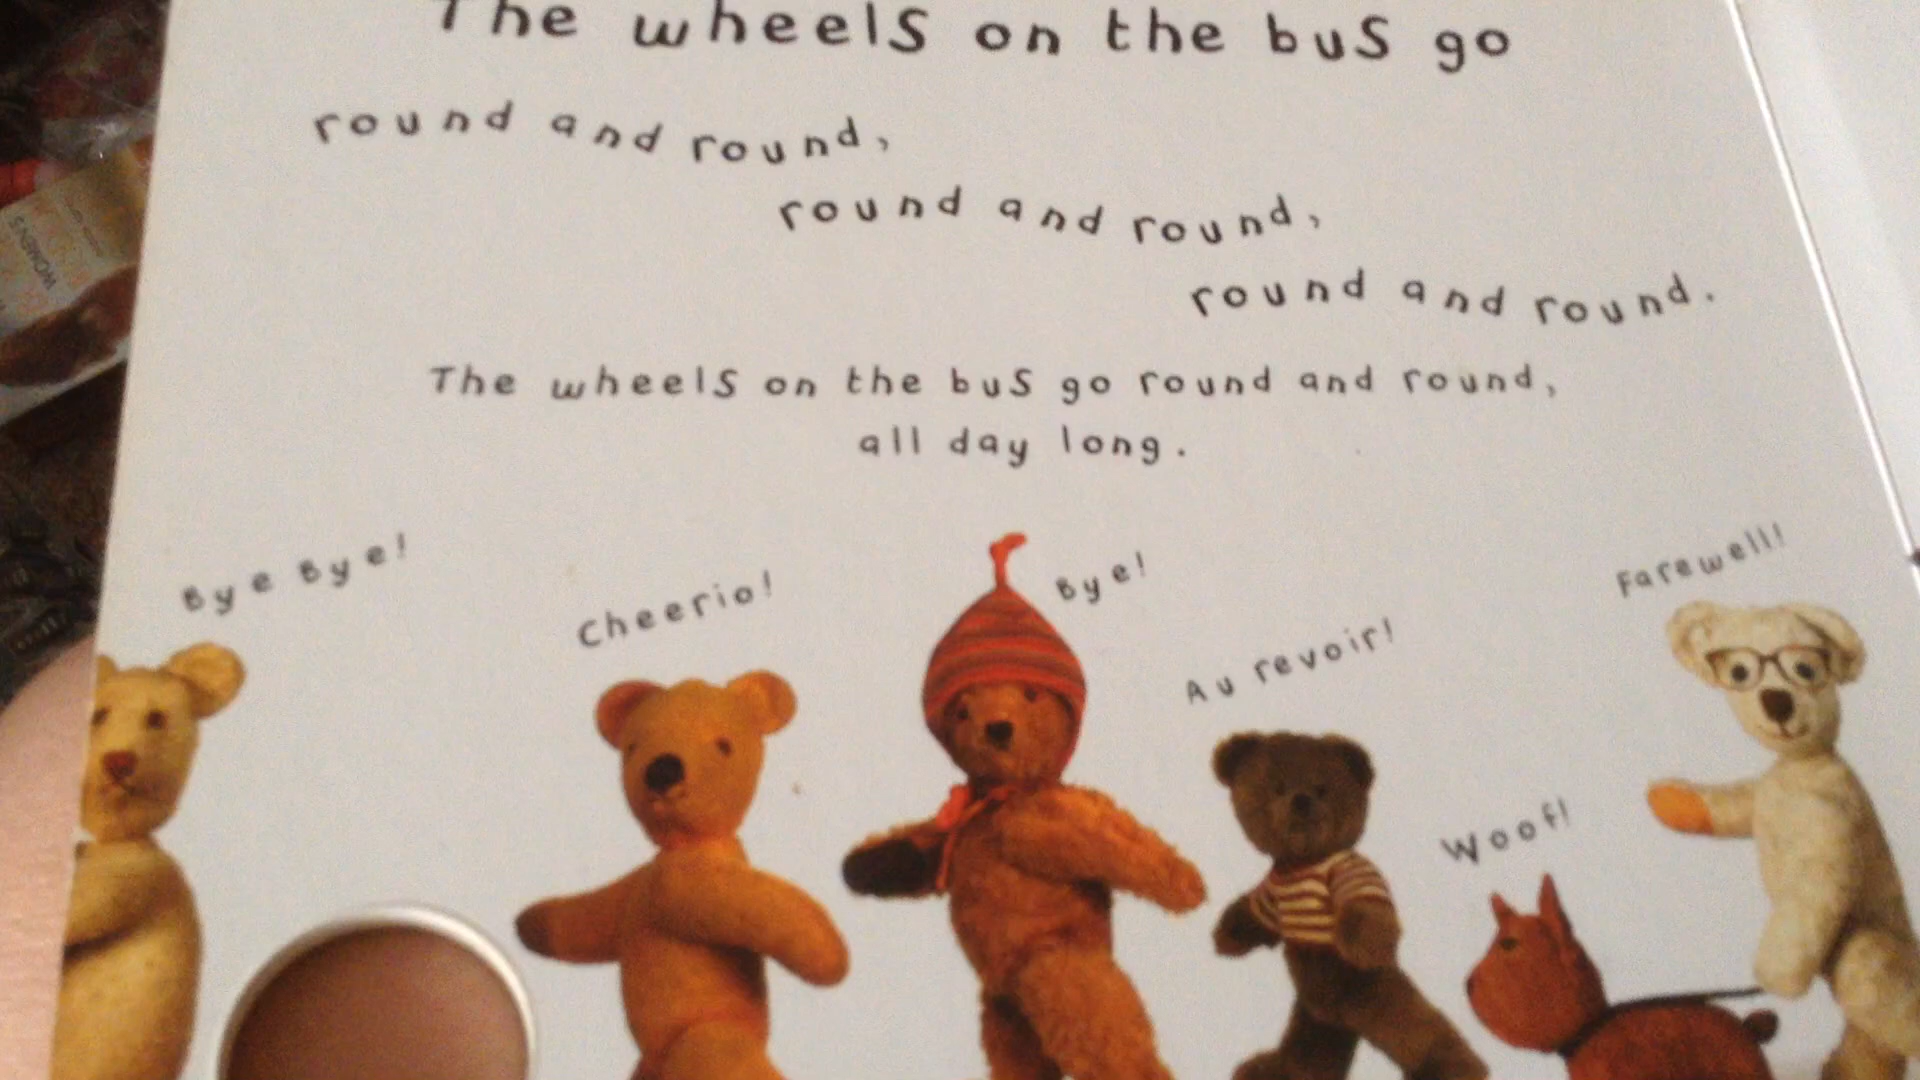 The wheels on the bus go
round and round,
round and round,
round and round.
The wheels on the bus go round and round,
all day long.
Bye Bye!
Cheerio!
Bye!
Au revoir!
Woof!
Farewell!
WOMEN'S